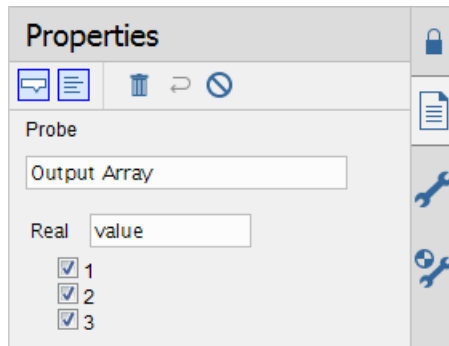 Properties
Probe
Output Array
Real value
1
2
3